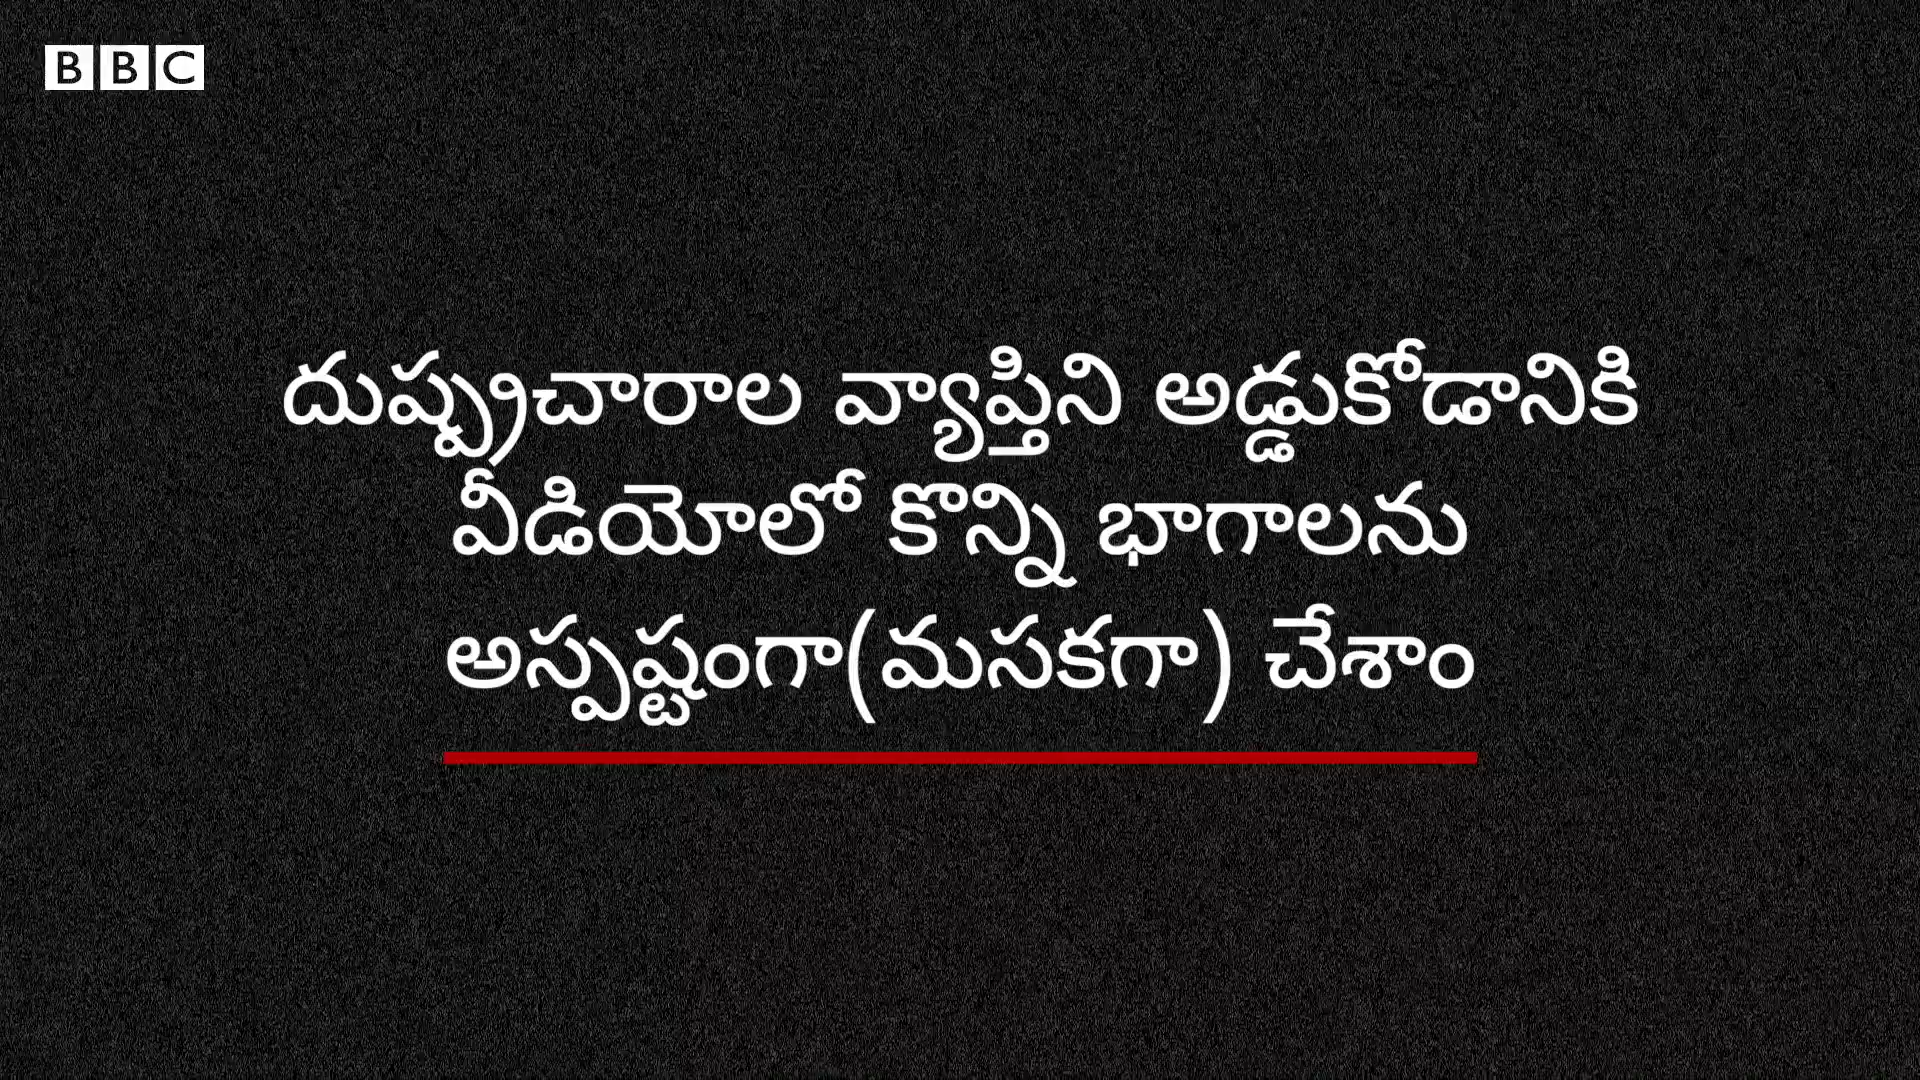 BBC
దుష్ప్రచారాల వ్యాప్తిని అడ్డుకోడానికి
వీడియోలో కొన్ని భాగాలను
అస్పష్టంగా(మసకగా) చేశాం